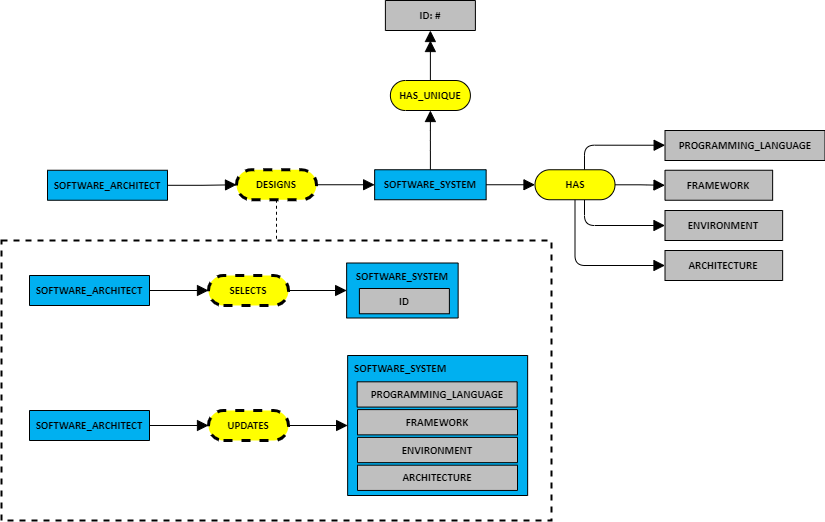 ID: #
HAS_UNIQUE
PROGRAMMING_LANGUAGE
SOFTWARE_ARCHITECT
DESIGNS
SOFTWARE_SYSTEM
HAS
FRAMEWORK
ENVIRONMENT
ARCHITECTURE
SOFTWARE_ARCHITECT
SELECTS
SOFTWARE_SYSTEM
ID
SOFTWARE_ARCHITECT
UPDATES
SOFTWARE_SYSTEM
PROGRAMMING_LANGUAGE
FRAMEWORK
ENVIRONMENT
ARCHITECTURE